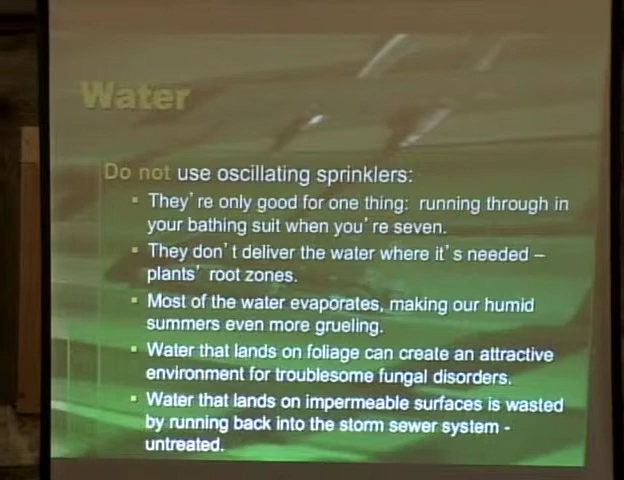 Water
Do not use oscillating sprinklers:
▪ They're only good for one thing: running through in
your bathing suit when you're seven.
▪ They don't deliver the water where it's needed –
plants' root zones.
▪ Most of the water evaporates, making our humid
summers even more grueling.
▪ Water that lands on foliage can create an attractive
environment for troublesome fungal disorders.
▪ Water that lands on impermeable surfaces is wasted
by running back into the storm sewer system -
untreated.